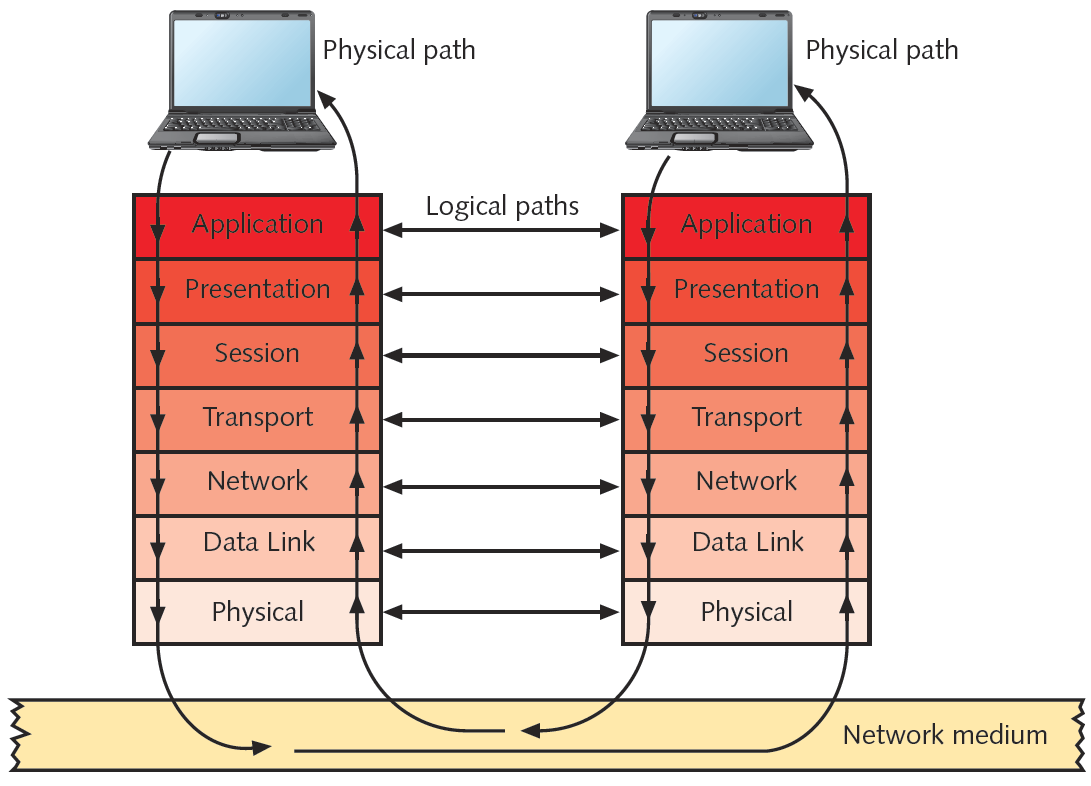 Physical path
Physical path
Logical paths
Application
Application
Presentation
Presentation
Session
Session
Transport
Transport
Network
Network
Data Link
Data Link
Physical
Physical
Network medium